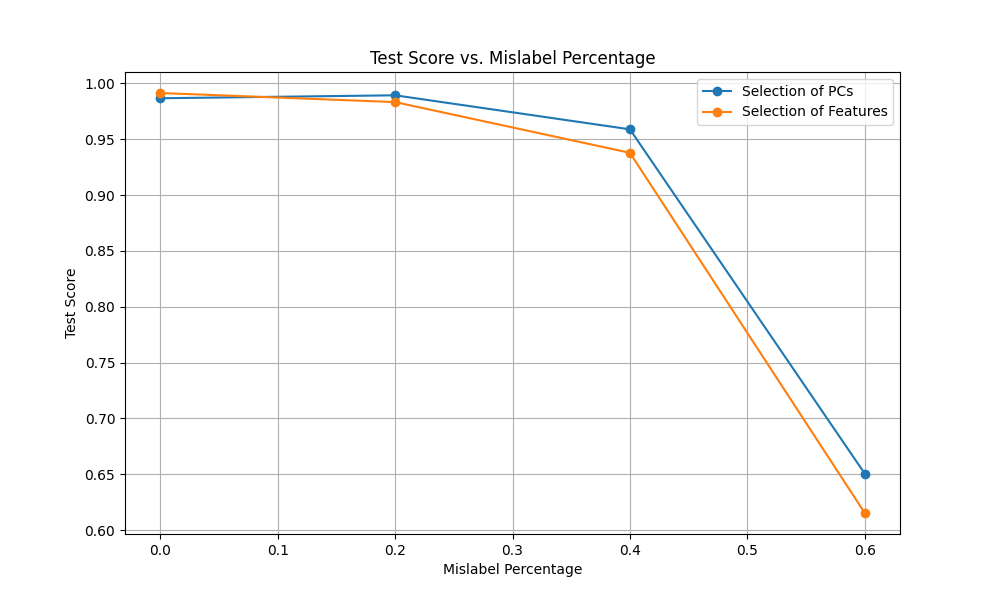 Test Score vs. Mislabel Percentage
Selection of PCs
Selection of Features
Test Score
1.00
0.95
0.90
0.85
0.80
0.75
0.70
0.65
0.60
0.0 0.1 0.2 0.3 0.4 0.5 0.6
Mislabel Percentage